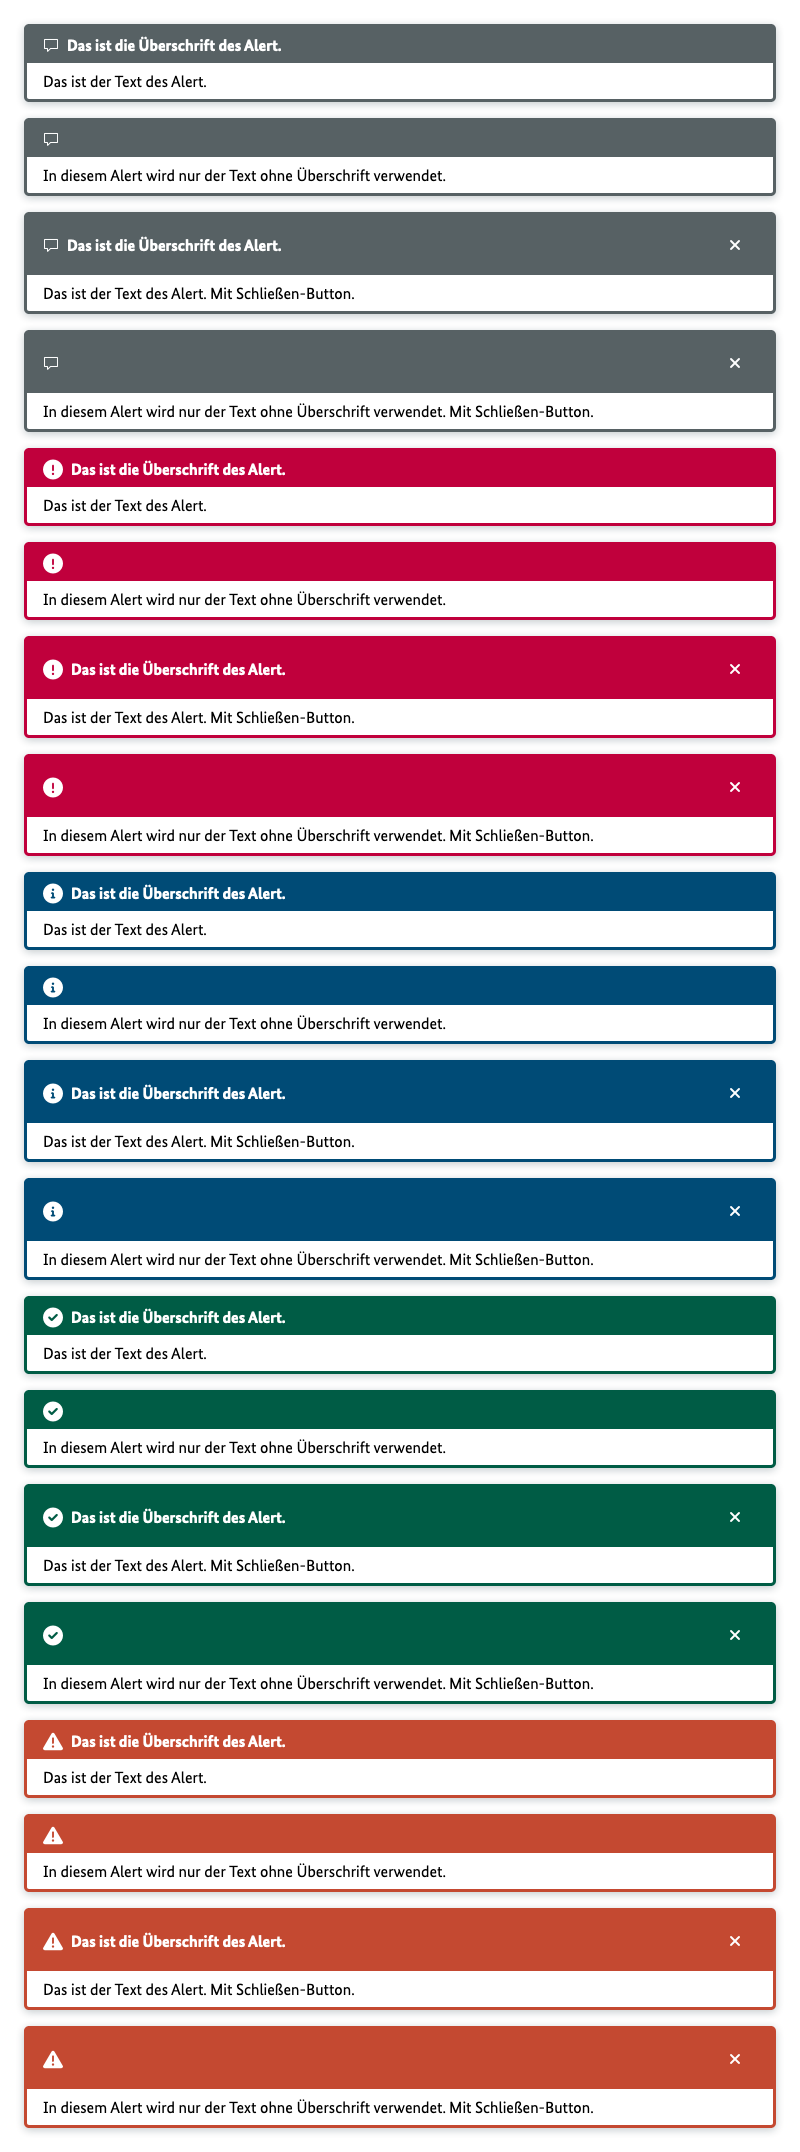 Das ist die Überschrift des Alert.
Das ist der Text des Alert.
In diesem Alert wird nur der Text ohne Überschrift verwendet.
Das ist die Überschrift des Alert.
Das ist der Text des Alert. Mit Schließen-Button.
In diesem Alert wird nur der Text ohne Überschrift verwendet. Mit Schließen-Button.
Das ist die Überschrift des Alert.
Das ist der Text des Alert.
In diesem Alert wird nur der Text ohne Überschrift verwendet.
Das ist die Überschrift des Alert.
Das ist der Text des Alert. Mit Schließen-Button.
In diesem Alert wird nur der Text ohne Überschrift verwendet. Mit Schließen-Button.
Das ist die Überschrift des Alert.
Das ist der Text des Alert.
In diesem Alert wird nur der Text ohne Überschrift verwendet.
Das ist die Überschrift des Alert.
Das ist der Text des Alert. Mit Schließen-Button.
In diesem Alert wird nur der Text ohne Überschrift verwendet. Mit Schließen-Button.
Das ist die Überschrift des Alert.
Das ist der Text des Alert.
In diesem Alert wird nur der Text ohne Überschrift verwendet.
Das ist die Überschrift des Alert.
Das ist der Text des Alert. Mit Schließen-Button.
In diesem Alert wird nur der Text ohne Überschrift verwendet. Mit Schließen-Button.
Das ist die Überschrift des Alert.
Das ist der Text des Alert.
In diesem Alert wird nur der Text ohne Überschrift verwendet.
Das ist die Überschrift des Alert.
Das ist der Text des Alert. Mit Schließen-Button.
In diesem Alert wird nur der Text ohne Überschrift verwendet. Mit Schließen-Button.